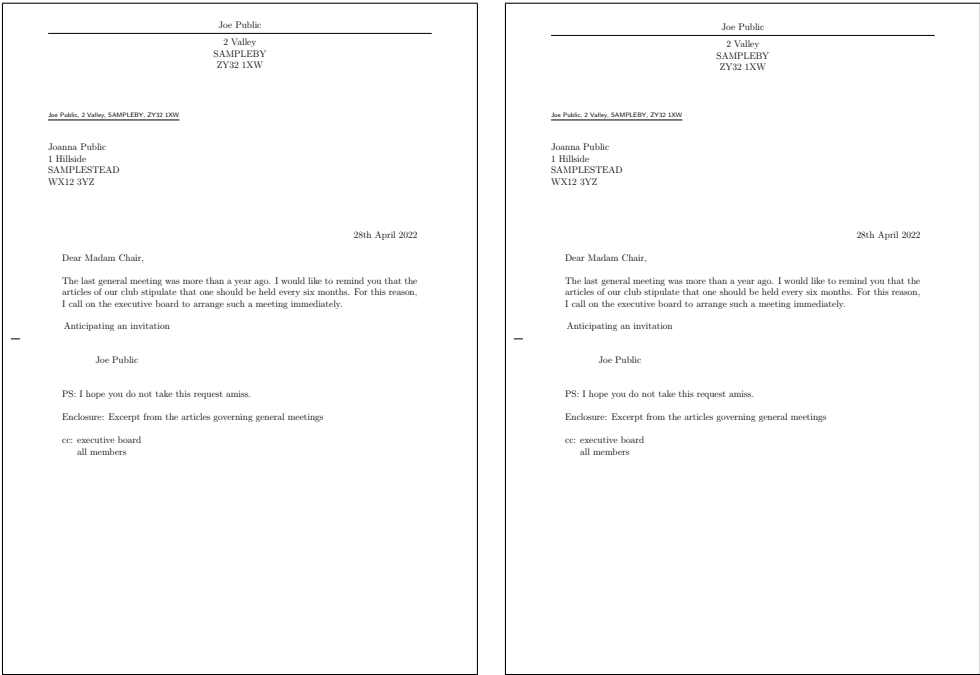 Joe Public
2 Valley
SAMPLEBY
ZY32 1XW
Joe Public, 2 Valley, SAMPLEBY, ZY32 1XW
Joanna Public
1 Hillside
SAMPLESTEAD
WX12 3YZ
28th April 2022
Dear Madam Chair,
The last general meeting was more than a year ago. I would like to remind you that the
articles of our club stipulate that one should be held every six months. For this reason,
I call on the executive board to arrange such a meeting immediately.
Anticipating an invitation
Joe Public
PS: I hope you do not take this request amiss.
Enclosure: Excerpt from the articles governing general meetings
cc: executive board
all members
Joe Public
2 Valley
SAMPLEBY
ZY32 1XW
Joe Public, 2 Valley, SAMPLEBY, ZY32 1XW
Joanna Public
1 Hillside
SAMPLESTEAD
WX12 3YZ
28th April 2022
Dear Madam Chair,
The last general meeting was more than a year ago. I would like to remind you that the
articles of our club stipulate that one should be held every six months. For this reason,
I call on the executive board to arrange such a meeting immediately.
Anticipating an invitation
Joe Public
PS: I hope you do not take this request amiss.
Enclosure: Excerpt from the articles governing general meetings
cc: executive board
all members